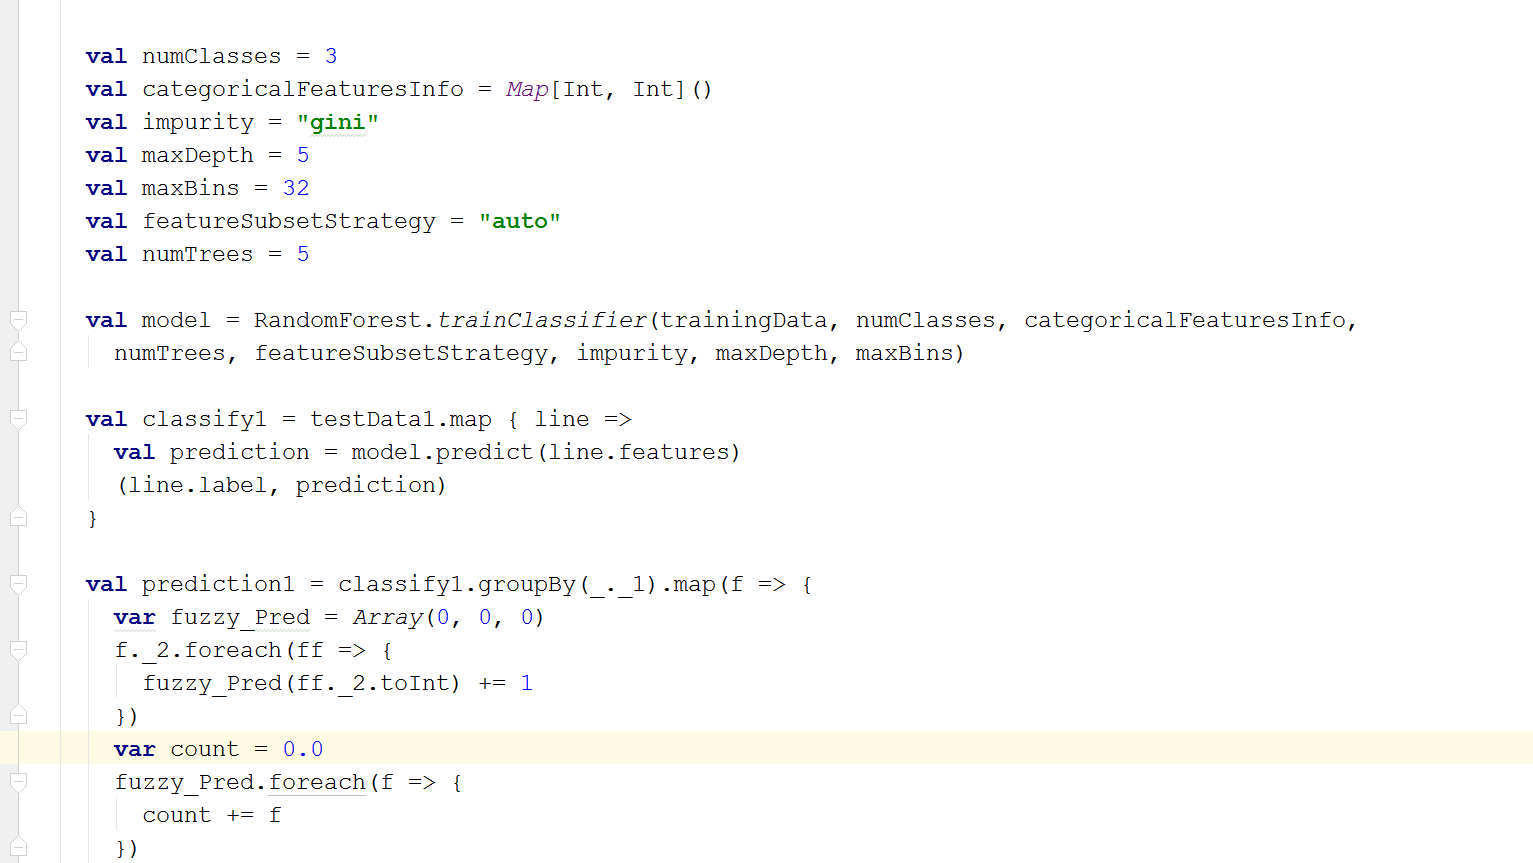 val numClasses = 3
val categoricalFeaturesInfo = Map[Int, Int]()
val impurity = "gini"
val maxDepth = 5
val maxBins = 32
val featureSubsetStrategy = "auto"
val numTrees = 5
val model = RandomForest.trainClassifier(trainingData, numClasses, categoricalFeaturesInfo,
numTrees, featureSubsetStrategy, impurity, maxDepth, maxBins)
val classify1 = testData1.map { line =>
val prediction = model.predict(line.features)
(line.label, prediction)
}
val prediction1 = classify1.groupBy(_._1).map(f => {
var fuzzy_Pred = Array(0, 0, 0)
f._2.foreach(ff => {
fuzzy_Pred(ff._2.toInt) += 1
})
var count = 0.0
fuzzy_Pred.foreach(f => {
count += f
})